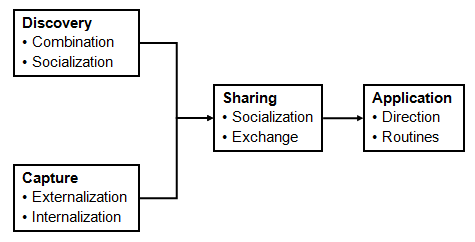 Discovery
• Combination
• Socialization
Sharing
• Socialization
• Exchange
Application
• Direction
• Routines
Capture
• Externalization
• Internalization